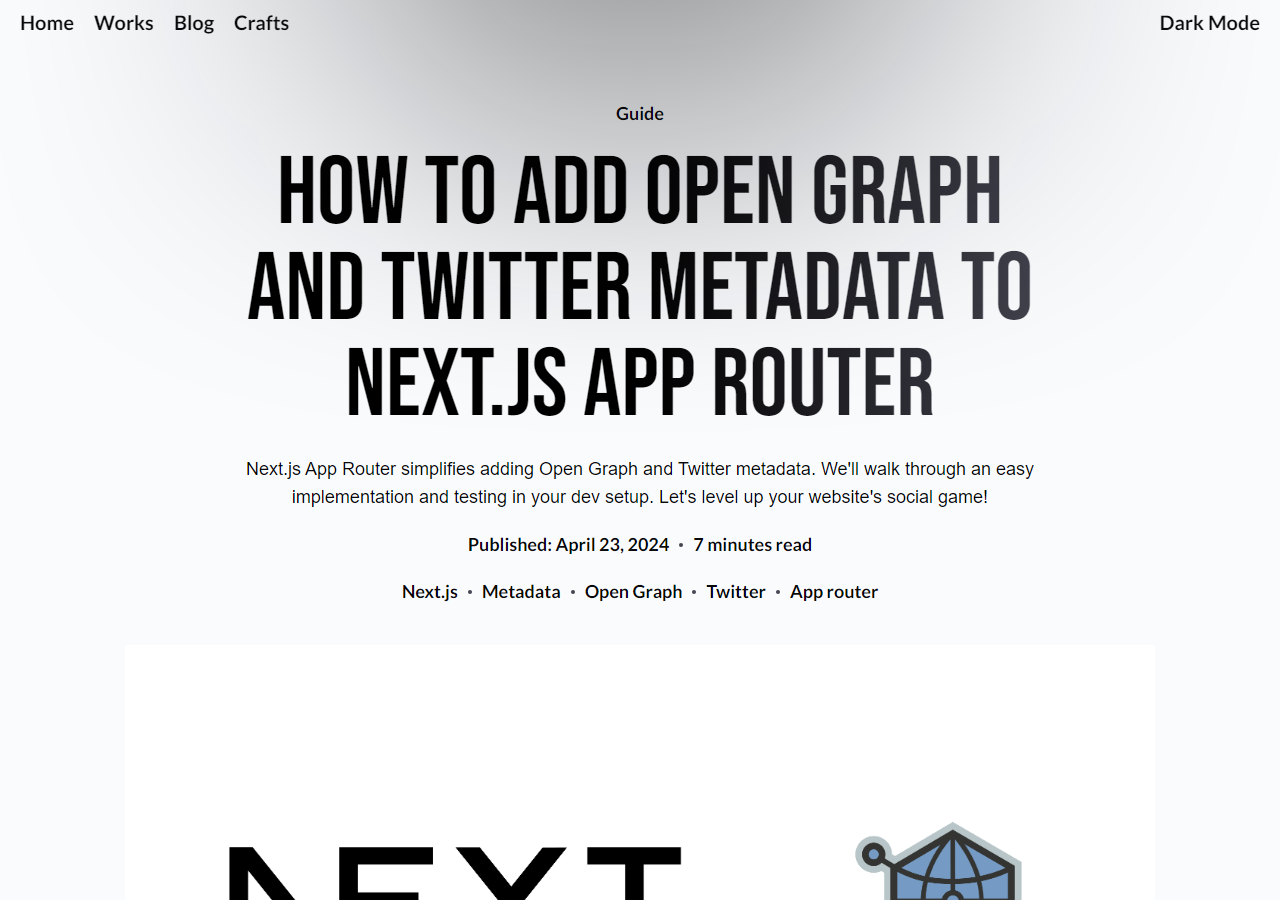 Home Works Blog Crafts Dark Mode
Guide
HOW TO ADD OPEN GRAPH
AND TWITTER METADATA TO
NEXT.JS APP ROUTER
Next.js App Router simplifies adding Open Graph and Twitter metadata. We'll walk through an easy
implementation and testing in your dev setup. Let's level up your website's social game!
Published: April 23, 2024 • 7 minutes read
Next.js • Metadata • Open Graph • Twitter • App router
NEXT